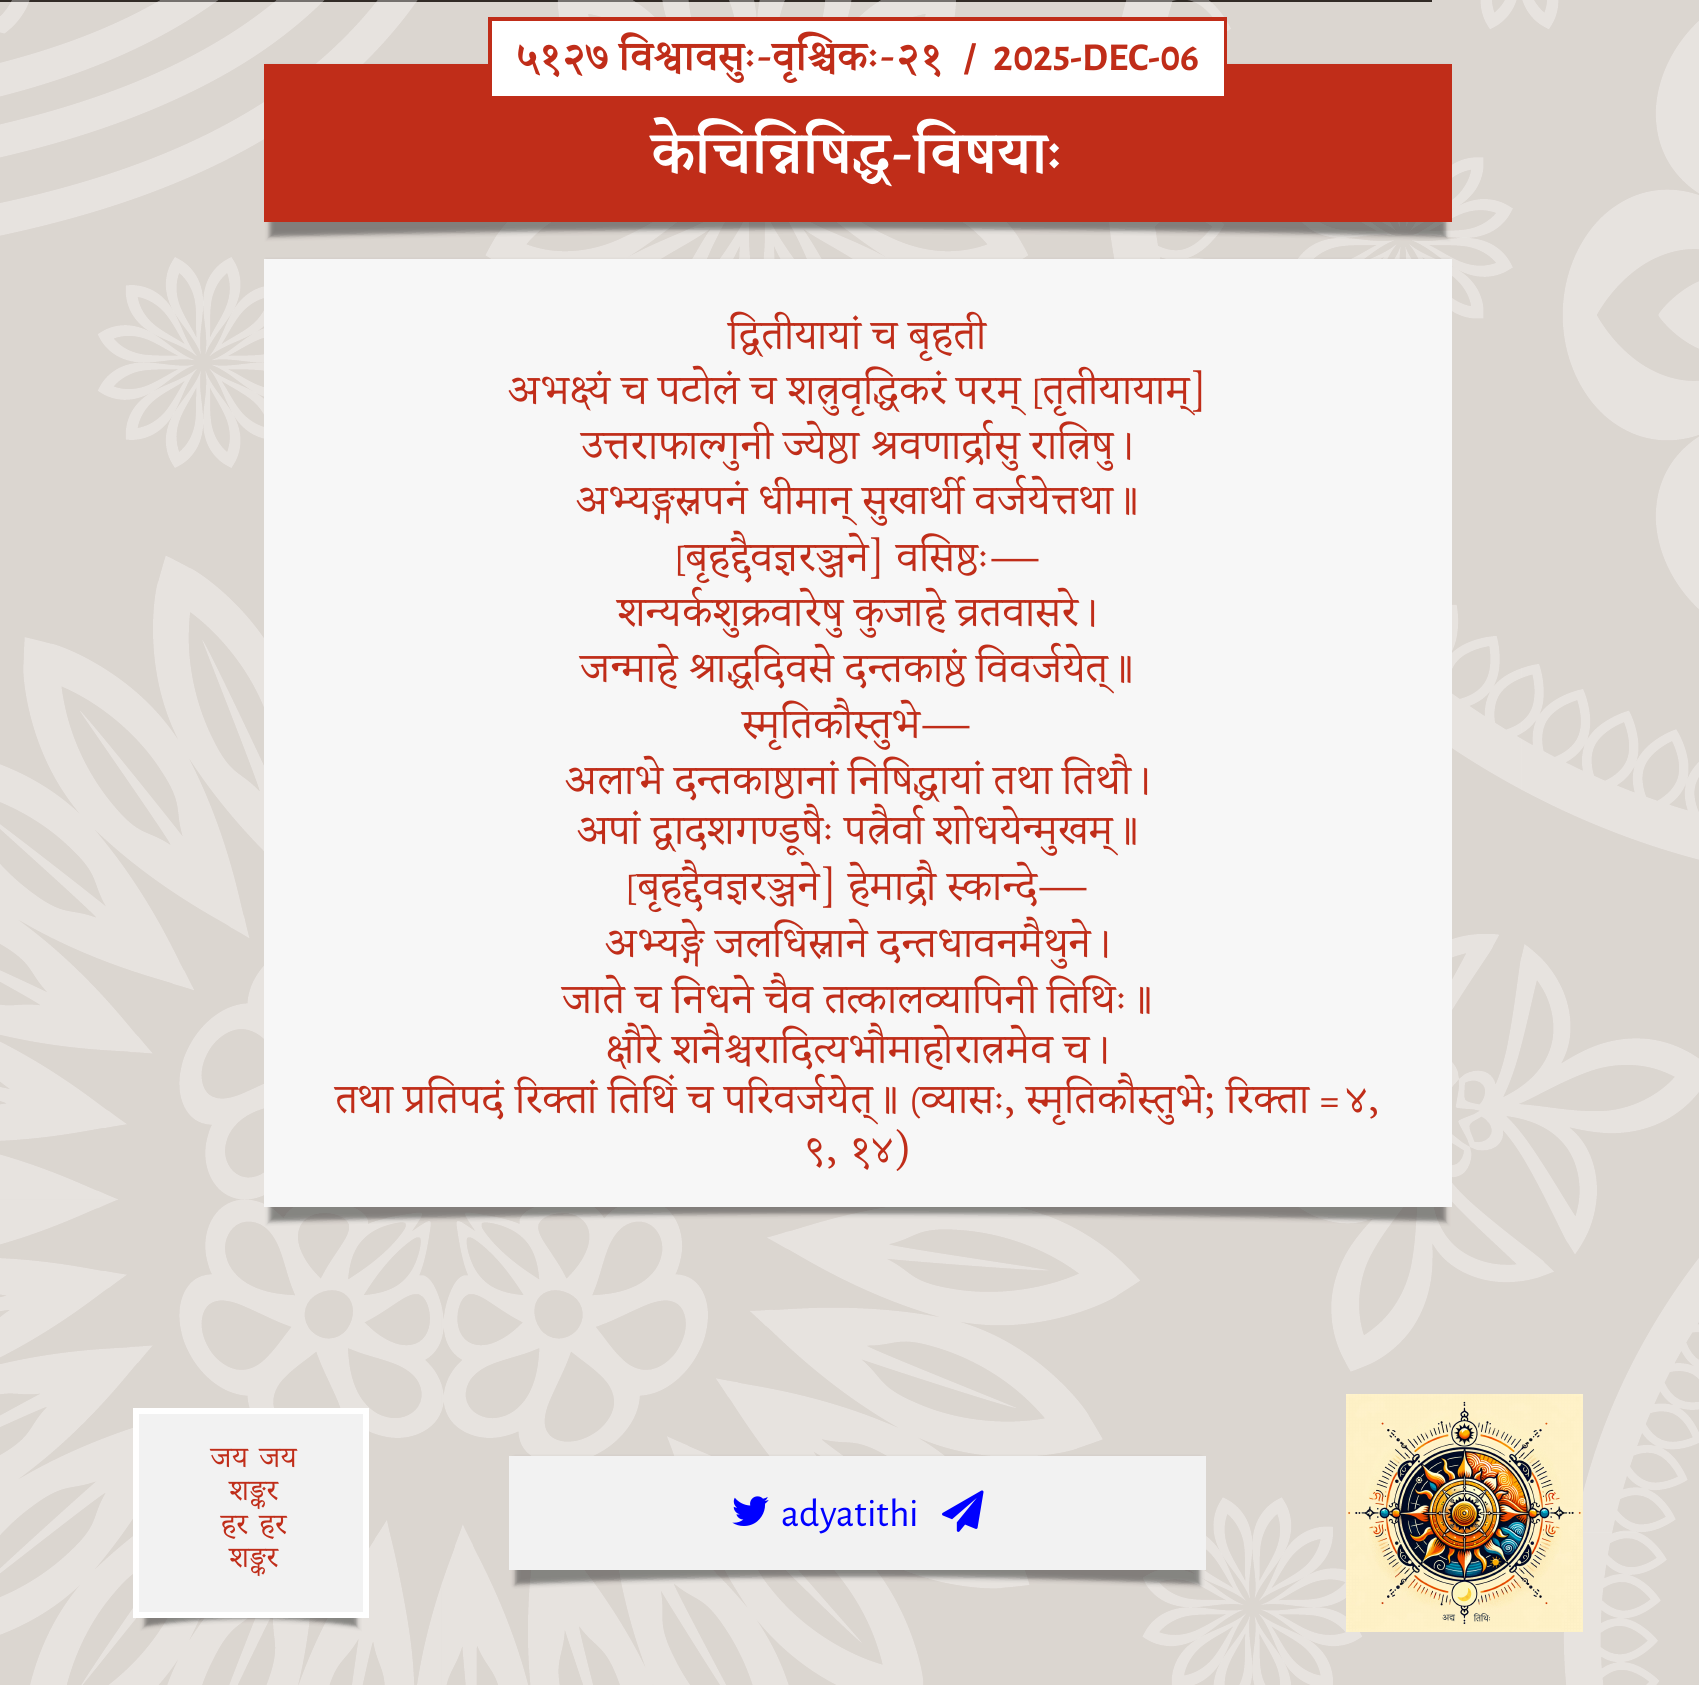 ५१२७ विश्वावसुः-वृश्चिकः-२१ / 2025-DEC-06
केचिन्निषिद्ध-विषयाः
द्वितीयायां च बृहती
अभक्ष्यं च पटोलं च शत्रुवृद्धिकरं परम् [तृतीयायाम्]
उत्तराफाल्गुनी ज्येष्ठा श्रवणार्द्रासु रात्रिषु।
अभ्यङ्गस्नपनं धीमान् सुखार्थी वर्जयेत्तथा॥
[बृहद्दैवज्ञरञ्जने] वसिष्ठः—
शन्यर्कशुक्रवारेषु कुजाहे व्रतवासरे।
जन्माहे श्राद्धदिवसे दन्तकाष्ठं विवर्जयेत्॥
स्मृतिकौस्तुभे—
अलाभे दन्तकाष्ठानां निषिद्धायां तथा तिथौ।
अपां द्वादशगण्डूषैः पत्रैर्वा शोधयेन्मुखम्॥
[बृहद्दैवज्ञरञ्जने] हेमाद्रौ स्कान्दे—
अभ्यङ्गे जलधिस्नाने दन्तधावनमैथुने।
जाते च निधने चैव तत्कालव्यापिनी तिथिः॥
क्षौरे शनैश्चरादित्यभौमाहोरात्रमेव च।
तथा प्रतिपदं रिक्तां तिथिं च परिवर्जयेत्॥ (व्यासः, स्मृतिकौस्तुभे; रिक्ता = ४,
९, १४)
जय जय
शङ्कर
हर हर
शङ्कर
adyatithi
अद्य तिथिः